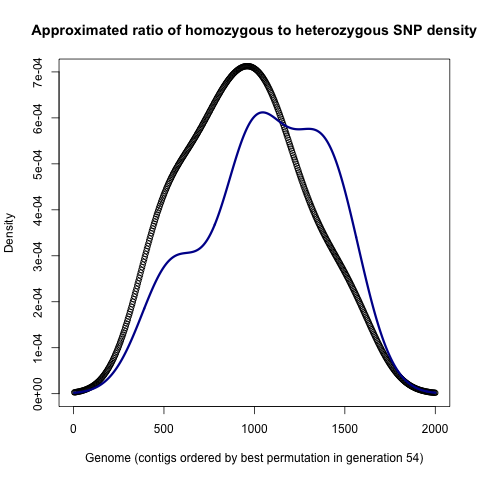 Approximated ratio of homozygous to heterozygous SNP density
7e-04
6e-04
5e-04
4e-04
3e-04
2e-04
1e-04
0e+00
Density
0 500 1000 1500 2000
Genome (contigs ordered by best permutation in generation 54)